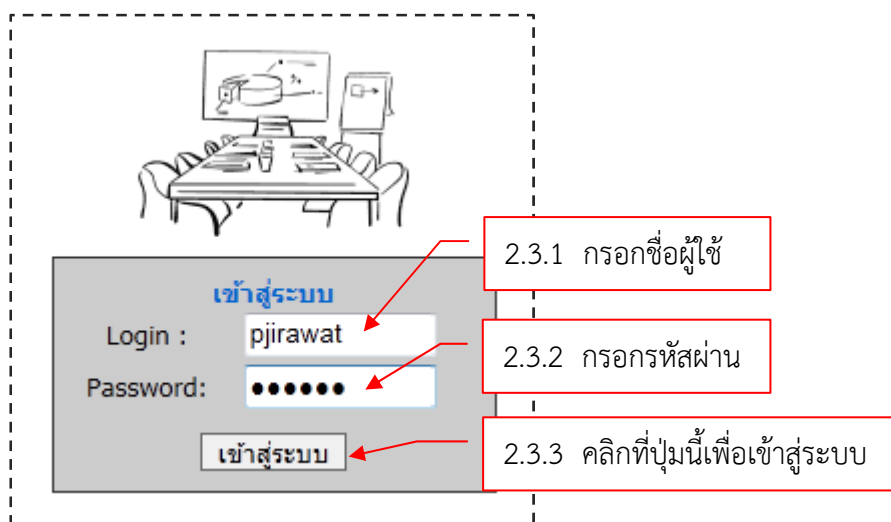 2.3.1 กรอกชื่อผู้ใช้
เข้าสู่ระบบ
Login : pjirawat
2.3.2 กรอกรหัสผ่าน
Password: ●●●●●●
เข้าสู่ระบบ
2.3.3 คลิกที่ปุ่มนี้เพื่อเข้าสู่ระบบ